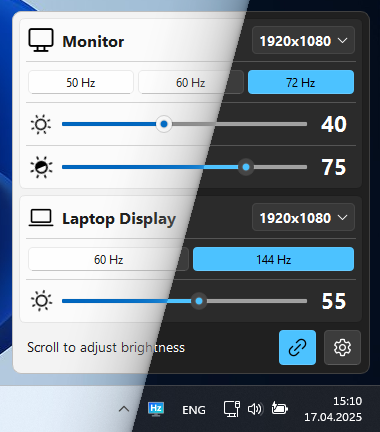 Monitor 1920x1080
50 Hz 60 Hz 72 Hz
40
75
Laptop Display 1920x1080
60 Hz 144 Hz
55
Scroll to adjust brightness
Hz ENG 15:10
17.04.2025